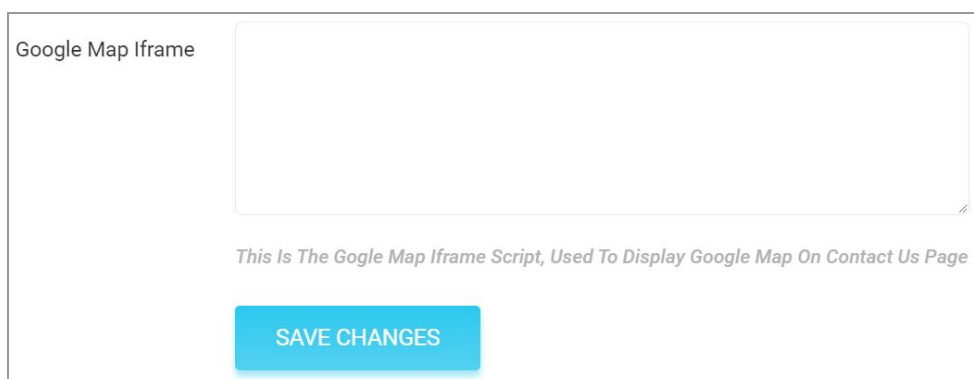 Google Map Iframe
This Is The Gogle Map Iframe Script, Used To Display Google Map On Contact Us Page
SAVE CHANGES